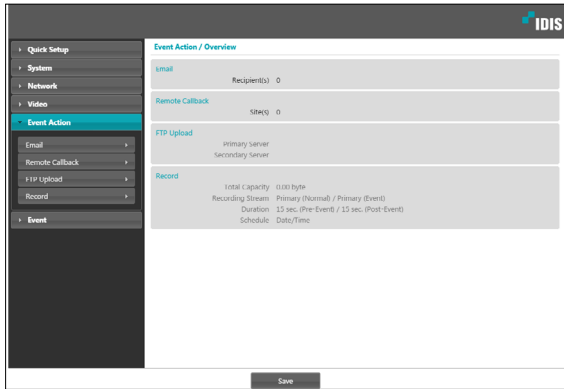 IDIS
Quick Setup
System
Network
Video
Event Action
Email
Remote Callback
FTP Upload
Record
Event
Event Action / Overview
Email
Recipient(s) 0
Remote Callback
Site(s) 0
FTP Upload
Primary Server
Secondary Server
Record
Total Capacity 0.00 byte
Recording Stream Primary (Normal) / Primary (Event)
Duration 15 sec. (Pre-Event) / 15 sec. (Post-Event)
Schedule Date/Time
Save